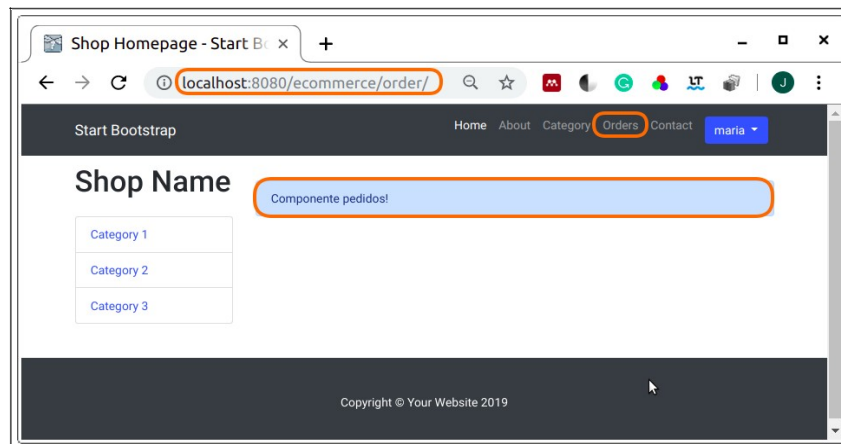 Shop Homepage - Start Bo
localhost:8080/ecommerce/order/
J
Start Bootstrap
Home About Category Orders Contact maria
Shop Name
Componente pedidos!
Category 1
Category 2
Category 3
Copyright © Your Website 2019